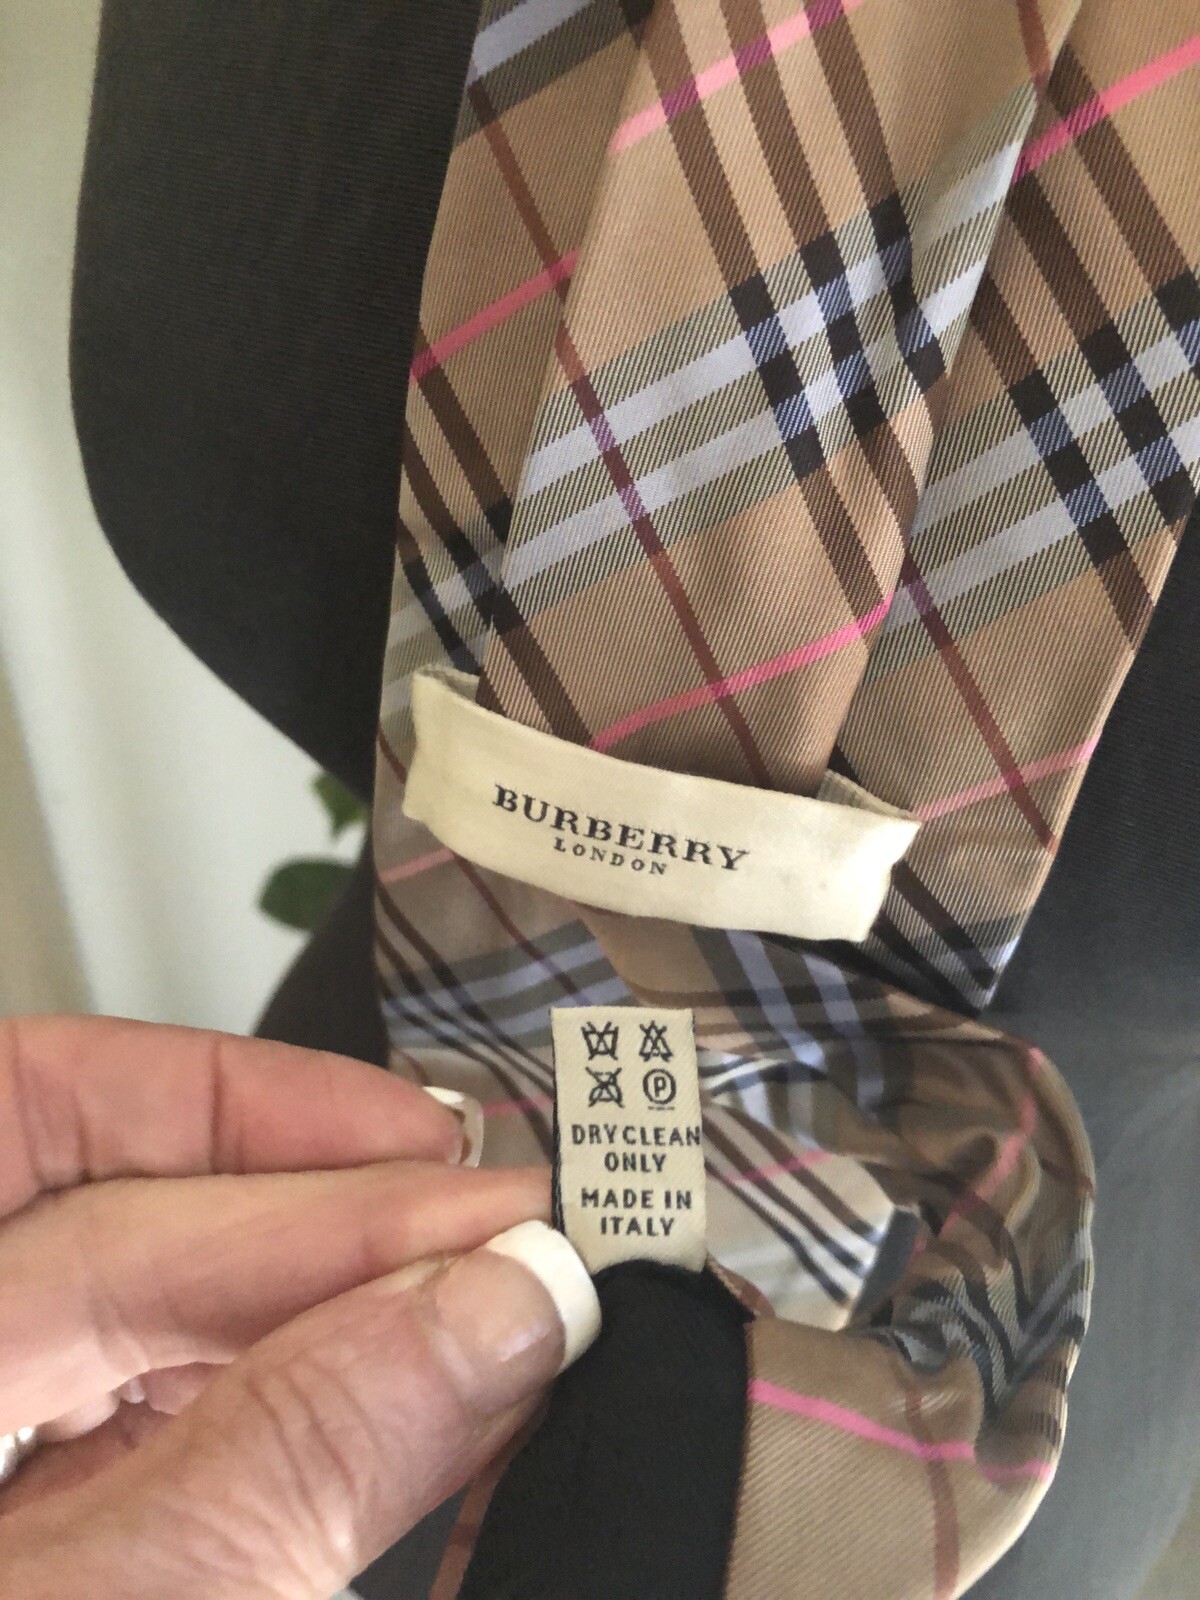 BURBERRY
LONDON
P
DRY CLEAN
ONLY
MADE IN
ITALY